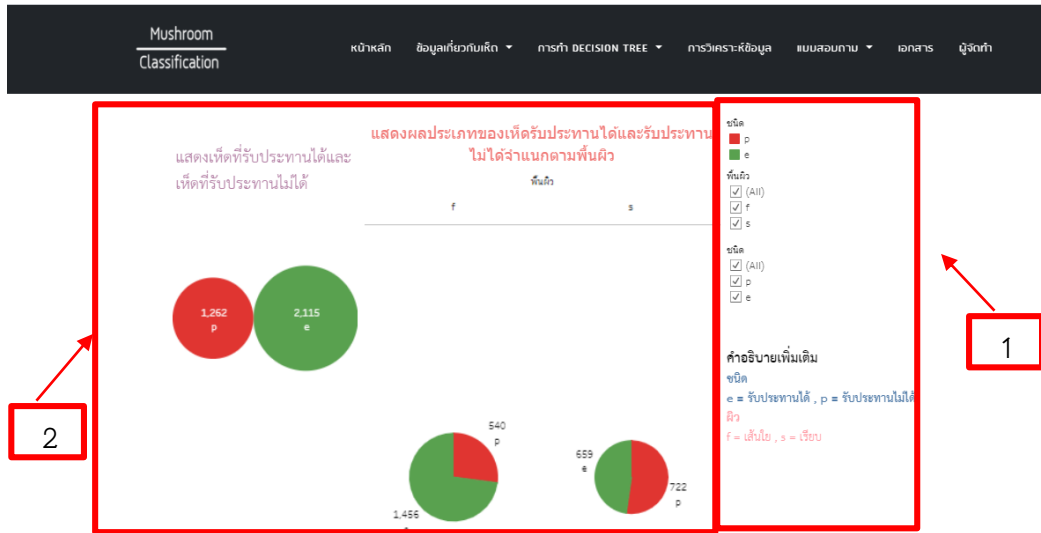 Mushroom
Classification
หน้าหลัก ข้อมูลเกี่ยวกับเห็ด การทำ DECISION TREE การวิเคราะห์ข้อมูล แบบสอบถาม เอกสาร ผู้จัดทำ
แสดงเห็ดที่รับประทานได้และ
เห็ดที่รับประทานไม่ได้
1,262
p
2,115
e
แสดงผลประเภทของเห็ดรับประทานได้และรับประทาน
ไม่ได้จำแนกตามพื้นผิว
พื้นผิว
f s
540
p
1,456
659
e
722
p
ชนิด
p
e
พื้นผิว
(All)
f
s
ชนิด
(All)
p
e
คำอธิบายเพิ่มเติม
ชนิด
e = รับประทานได้ , p = รับประทานไม่ได้
ผิว
f = เส้นใย , s = เรียบ
1
2